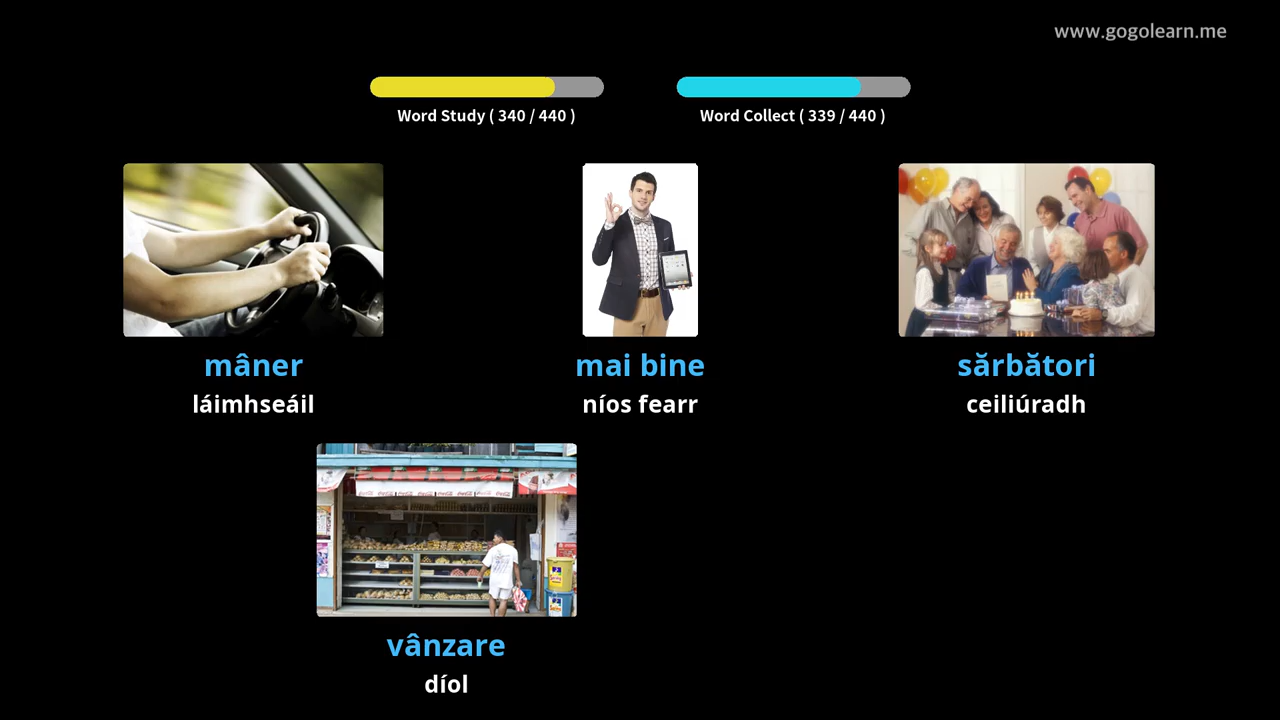 www.gogolearn.me
Word Study ( 340 / 440 )
Word Collect ( 339 / 440 )
mâner
láimhseáil
mai bine
níos fearr
sărbători
ceiliúradh
vânzare
díol